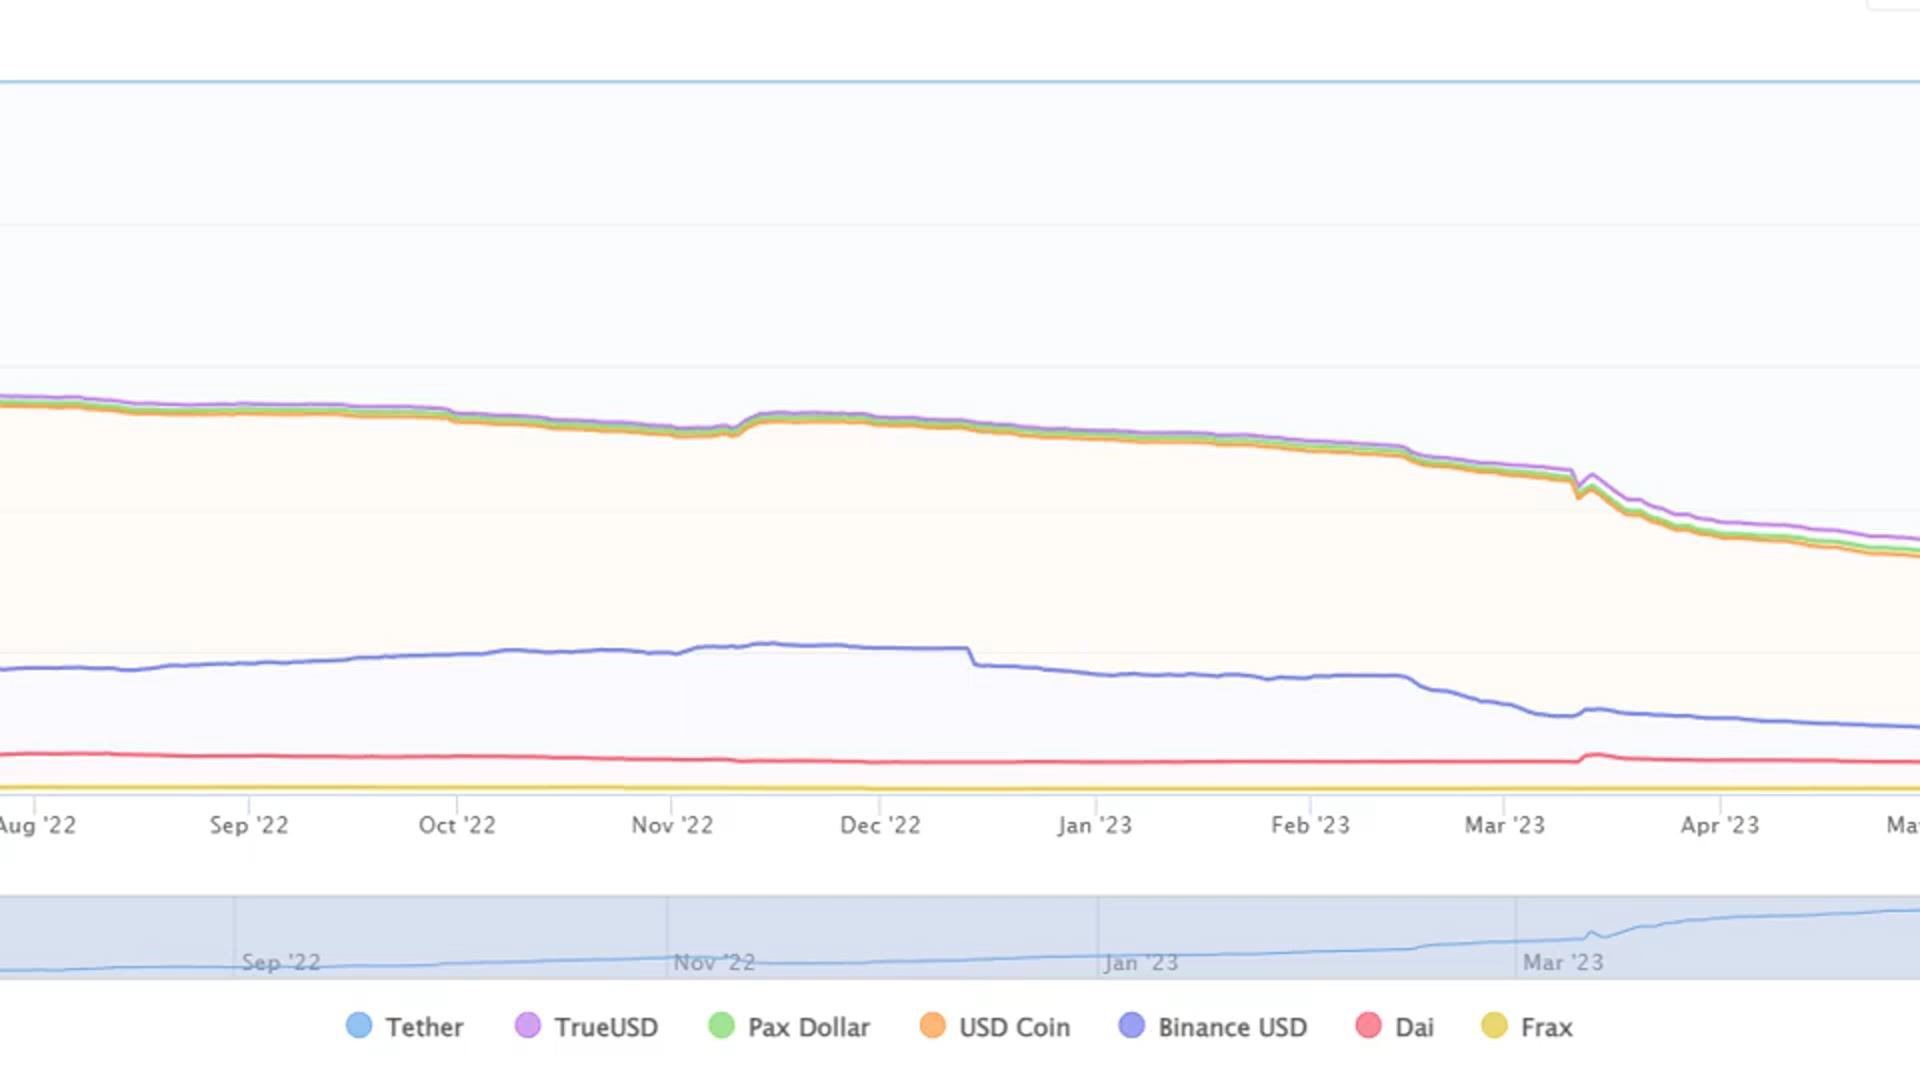 Aug '22 Sep '22 Oct '22 Nov '22 Dec '22 Jan '23 Feb '23 Mar '23 Apr '23
Sep '22 Nov '22 Jan '23 Mar '23
Tether TrueUSD Pax Dollar USD Coin Binance USD Dai Frax